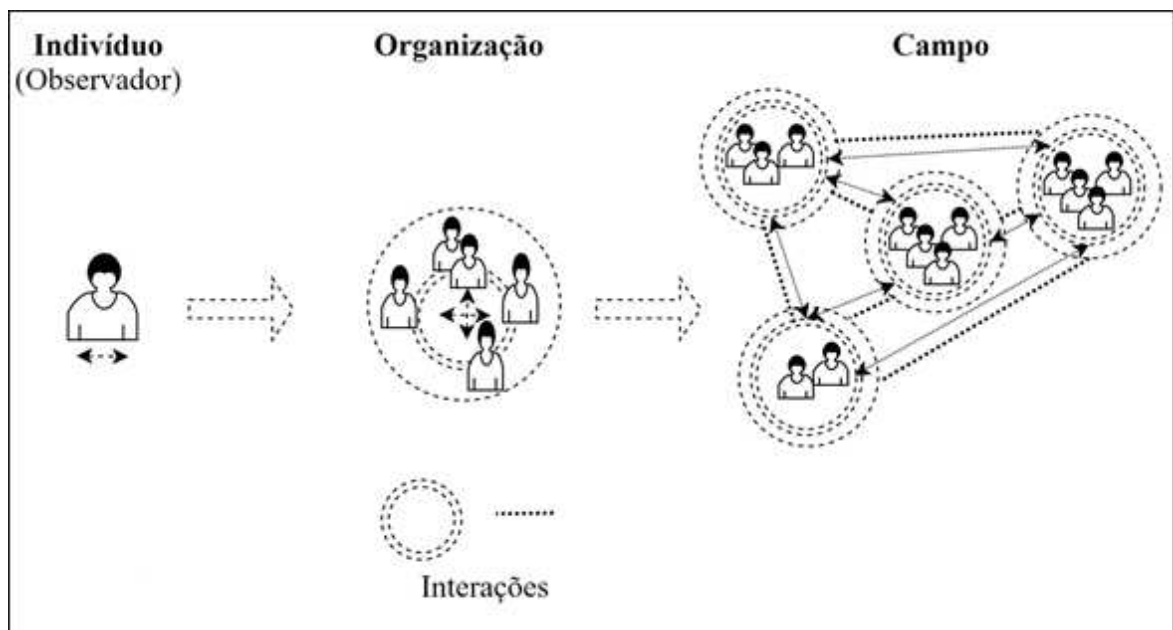 Indivíduo
(Observador)
Organização
Campo
Interações